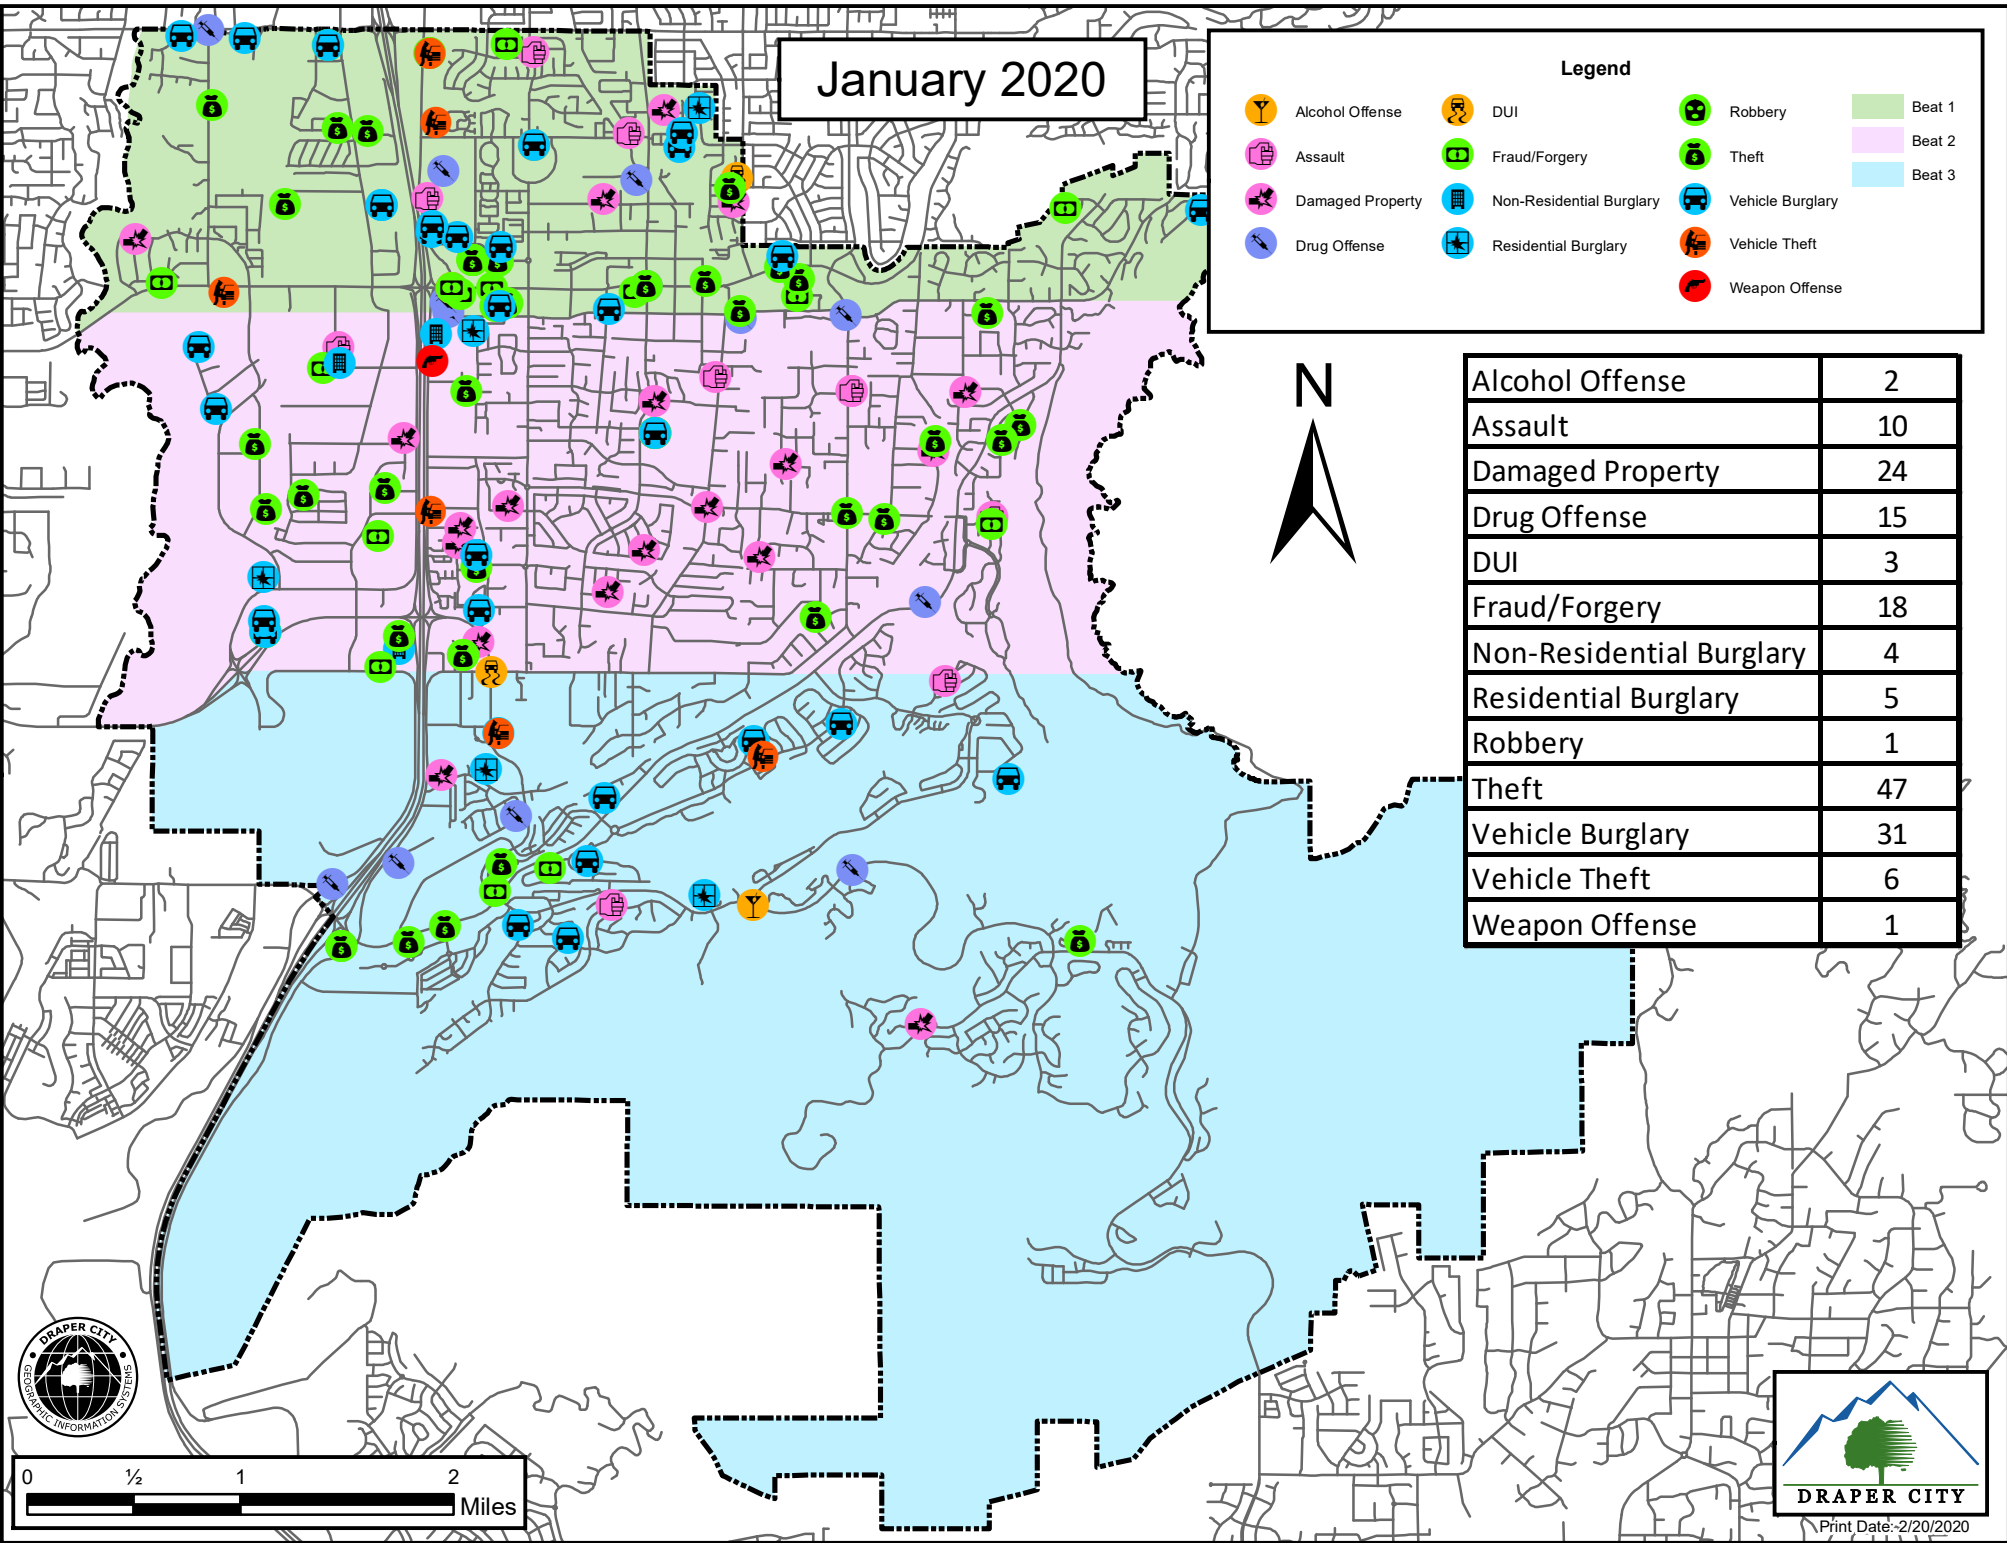 January 2020
Legend
Alcohol Offense
Assault
Damaged Property
Drug Offense
DUI
Fraud/Forgery
Non-Residential Burglary
Residential Burglary
Robbery
Theft
Vehicle Burglary
Vehicle Theft
Weapon Offense
Beat 1
Beat 2
Beat 3
N
Alcohol Offense 2
Assault 10
Damaged Property 24
Drug Offense 15
DUI 3
Fraud/Forgery 18
Non-Residential Burglary 4
Residential Burglary 5
Robbery 1
Theft 47
Vehicle Burglary 31
Vehicle Theft 6
Weapon Offense 1
DRAPER CITY
GEOGRAPHIC INFORMATION SYSTEMS
0 ½ 1 2
Miles
DRAPER CITY
Print Date: 2/20/2020